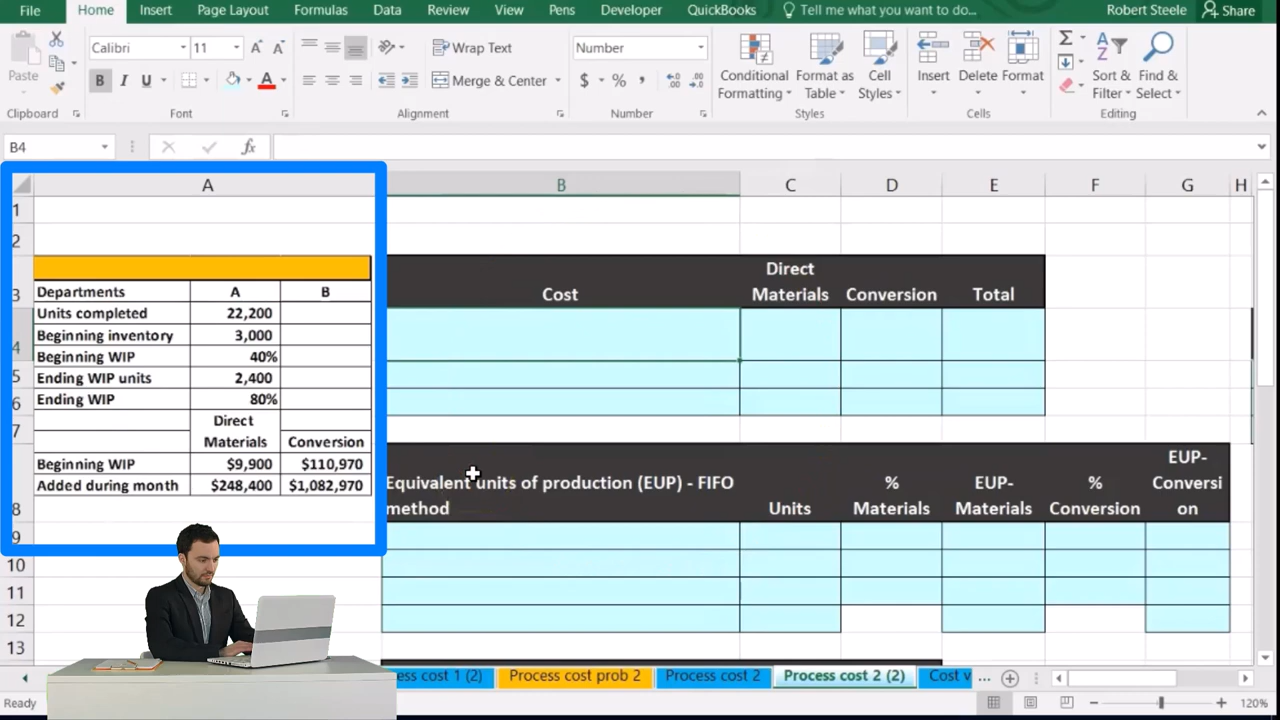 File Home Insert Page Layout Formulas Data Review View Pens Developer QuickBooks Tell me what you want to do... Robert Steele Share
Paste
Calibri 11
B I U A
Wrap Text
Merge & Center
Number
$ % ,
Conditional Formatting
Format as Table
Cell Styles
Insert Delete Format
Sort & Filter
Find & Select
Clipboard Font Alignment Number Styles Cells Editing
B4 fx
A B C D E F G H
1
2
3
4
5
6
7
8
9
10
11
12
13
Departments A B
Units completed 22,200
Beginning inventory 3,000
Beginning WIP 40%
Ending WIP units 2,400
Ending WIP 80%
Direct
Materials Conversion
Beginning WIP $9,900 $110,970
Added during month $248,400 $1,082,970
Cost Direct Materials Conversion Total
Equivalent units of production (EUP) - FIFO
method Units % Materials EUP- Materials % Conversion EUP- Conversi on
ess cost 1 (2) Process cost prob 2 Process cost 2 Process cost 2 (2) Cost v ...
Ready 120%